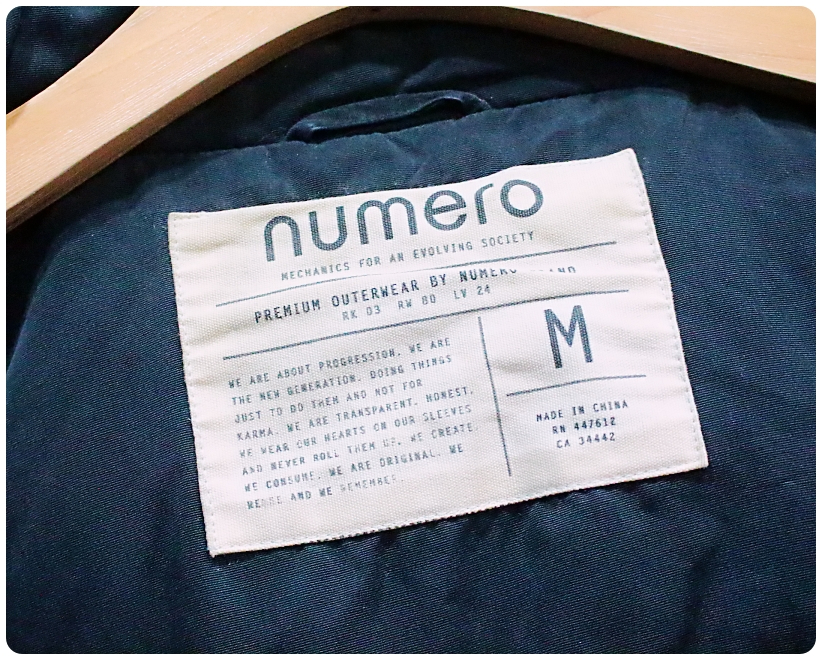 numero
MECHANICS FOR AN EVOLVING SOCIETY
PREMIUM OUTERWEAR BY NUMERO
RK 03 RW 80 LV 24
WE ARE ABOUT PROGRESSION. WE ARE
THE NEW GENERATION. DOING THINGS
JUST TO DO THEM AND NOT FOR
KARMA. WE ARE TRANSPARENT. HONEST.
WE WEAR OUR HEARTS ON OUR SLEEVES
AND NEVER ROLL THEM UP. WE CREATE.
WE CONSUME. WE ARE ORIGINAL. WE
AND WE
M
MADE IN CHINA
RN 447612
CA 34442